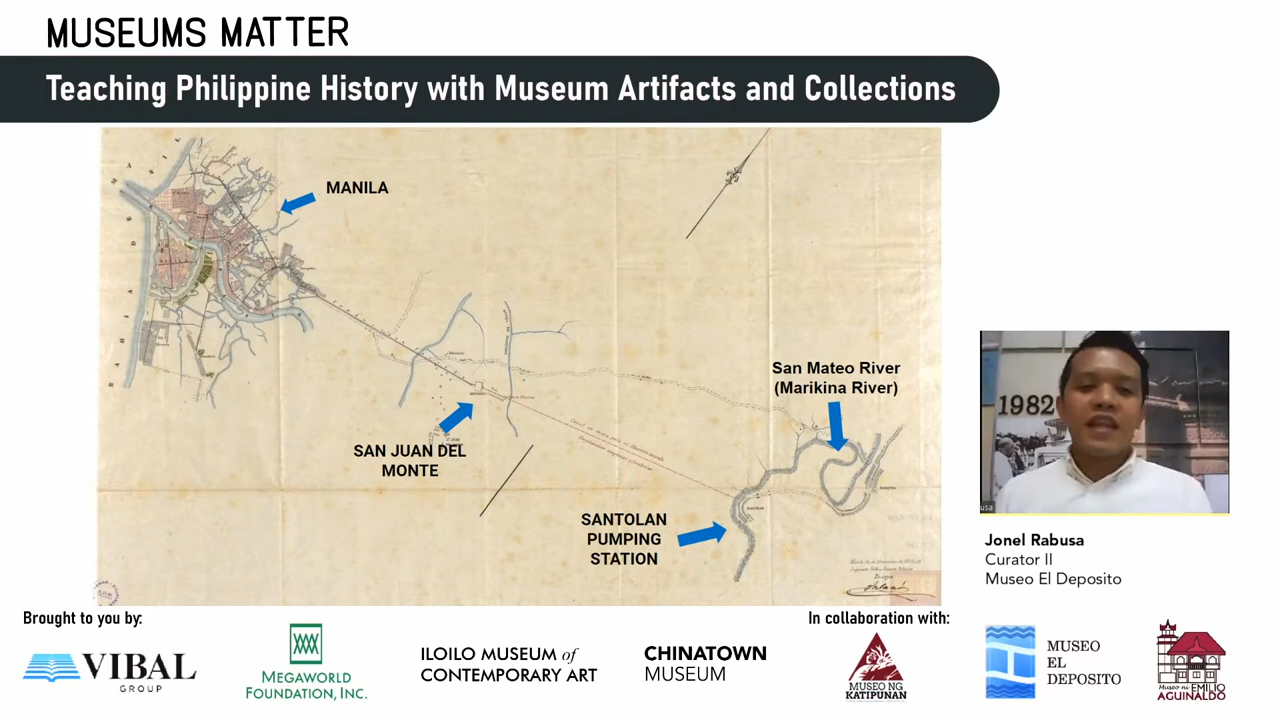 MUSEUMS MATTER
Teaching Philippine History with Museum Artifacts and Collections
MANILA
San Mateo River
(Marikina River)
SAN JUAN DEL
MONTE
SANTOLAN
PUMPING
STATION
1982
usa
Jonel Rabusa
Curator II
Museo El Deposito
Brought to you by:
In collaboration with:
VIBAL
GROUP
MEGAWORLD
FOUNDATION, INC.
ILOILO MUSEUM of
CONTEMPORARY ART
CHINATOWN
MUSEUM
MUSEO NG
KATIPUNAN
MUSEO
EL
DEPOSITO
Museo ni EMILIO
AGUINALDO